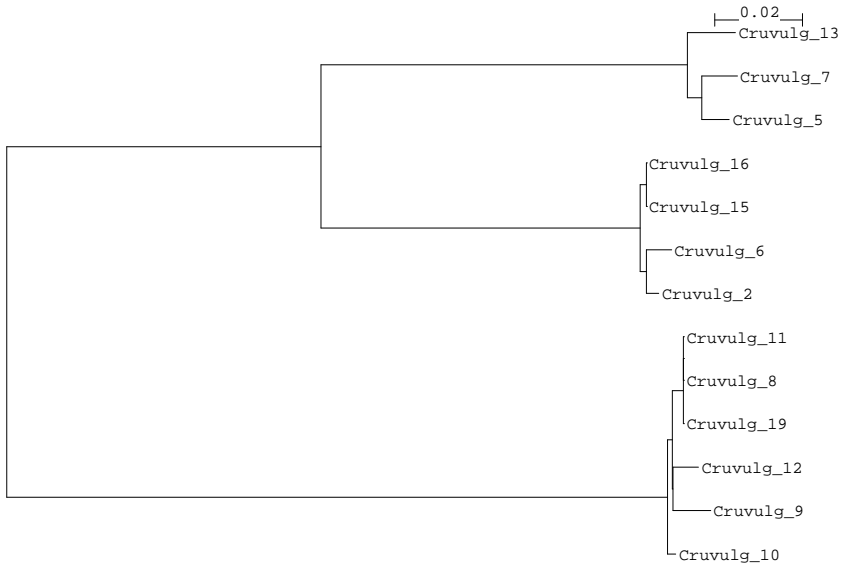 0.02
Cruvulg_13
Cruvulg_7
Cruvulg_5
Cruvulg_16
Cruvulg_15
Cruvulg_6
Cruvulg_2
Cruvulg_11
Cruvulg_8
Cruvulg_19
Cruvulg_12
Cruvulg_9
Cruvulg_10